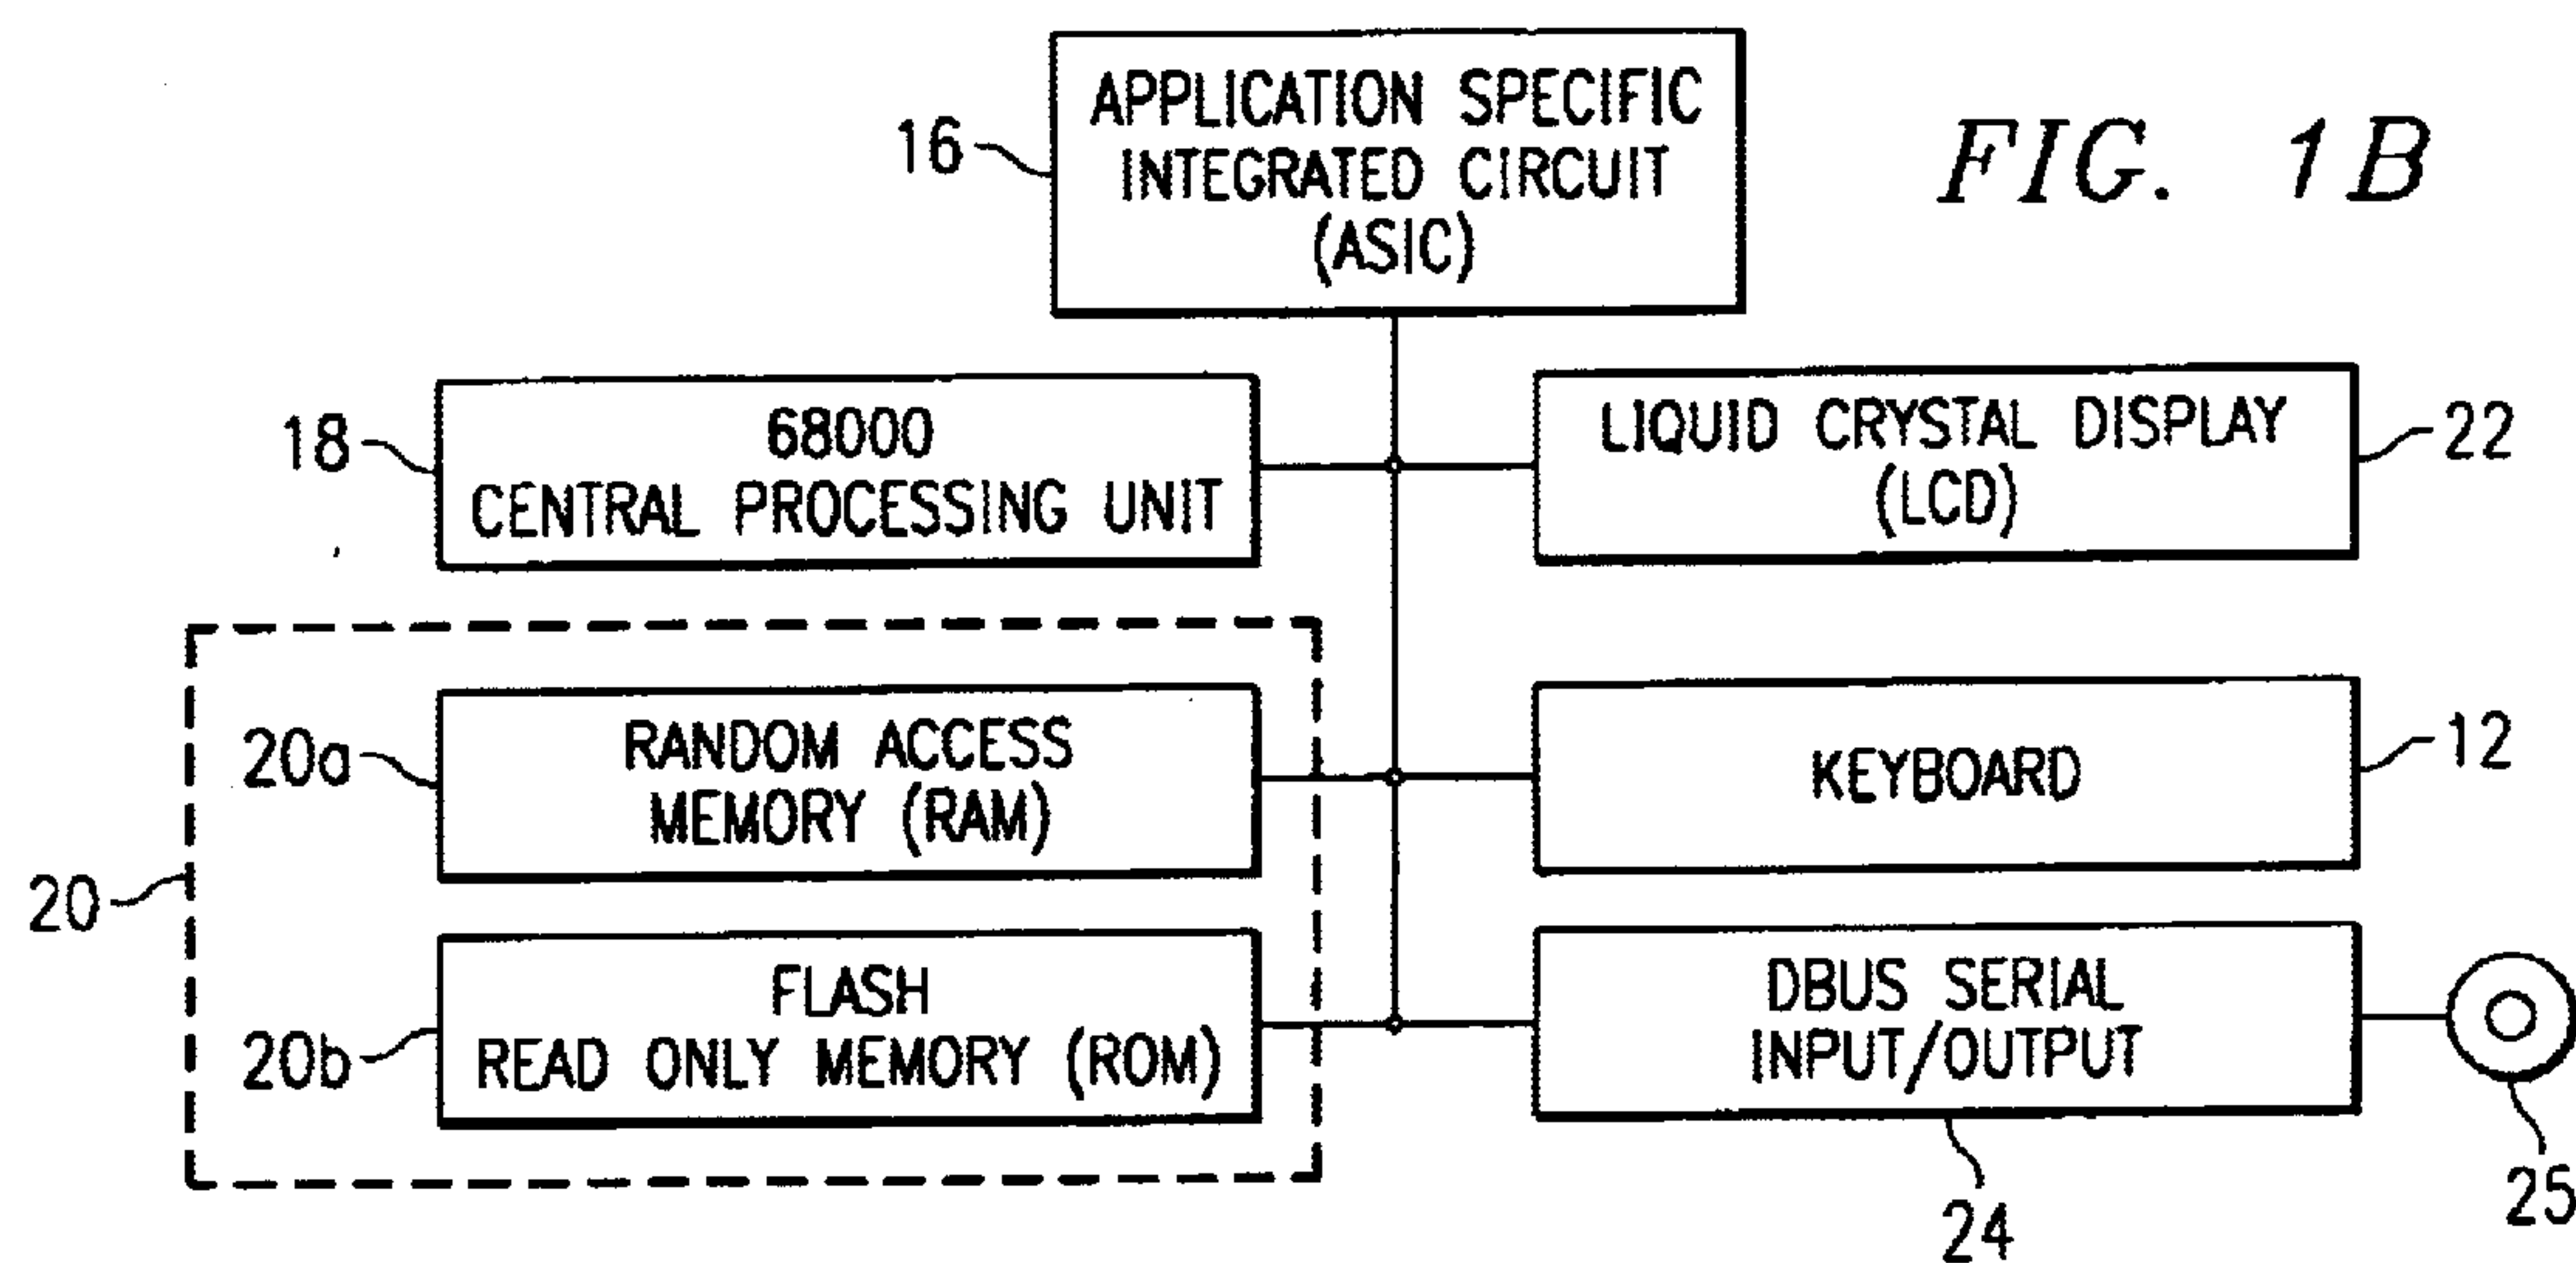 APPLICATION SPECIFIC
INTEGRATED CIRCUIT
(ASIC)
16
FIG. 1B
18
68000
CENTRAL PROCESSING UNIT
LIQUID CRYSTAL DISPLAY
(LCD)
22
20
20a
RANDOM ACCESS
MEMORY (RAM)
KEYBOARD
12
20b
FLASH
READ ONLY MEMORY (ROM)
DBUS SERIAL
INPUT/OUTPUT
24
25